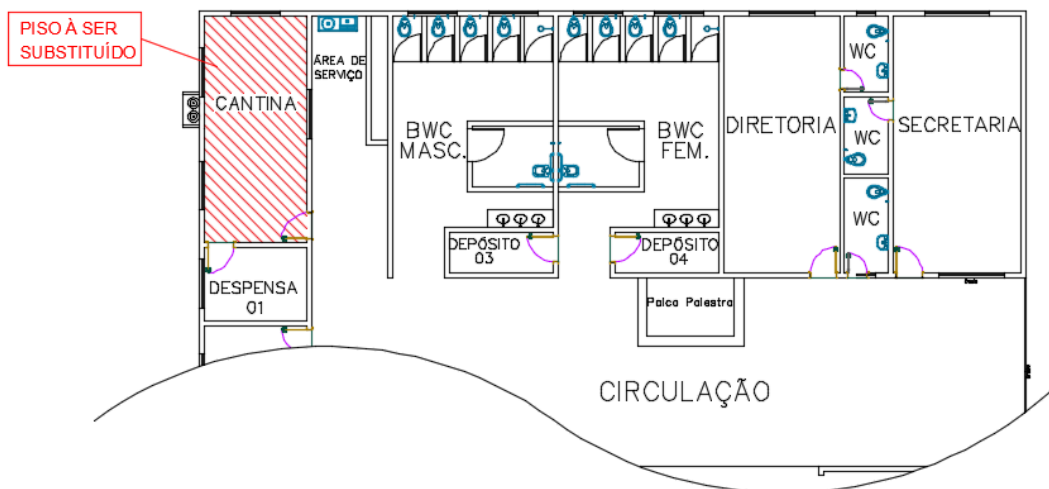 PISO À SER
SUBSTITUÍDO
CANTINA
ÁREA DE
SERVIÇO
BWC
MASC.
BWC
FEM.
DIRETORIA
WC
WC
WC
SECRETARIA
DEPÓSITO
03
DEPÓSITO
04
DESPENSA
01
Palco Palestra
CIRCULAÇÃO